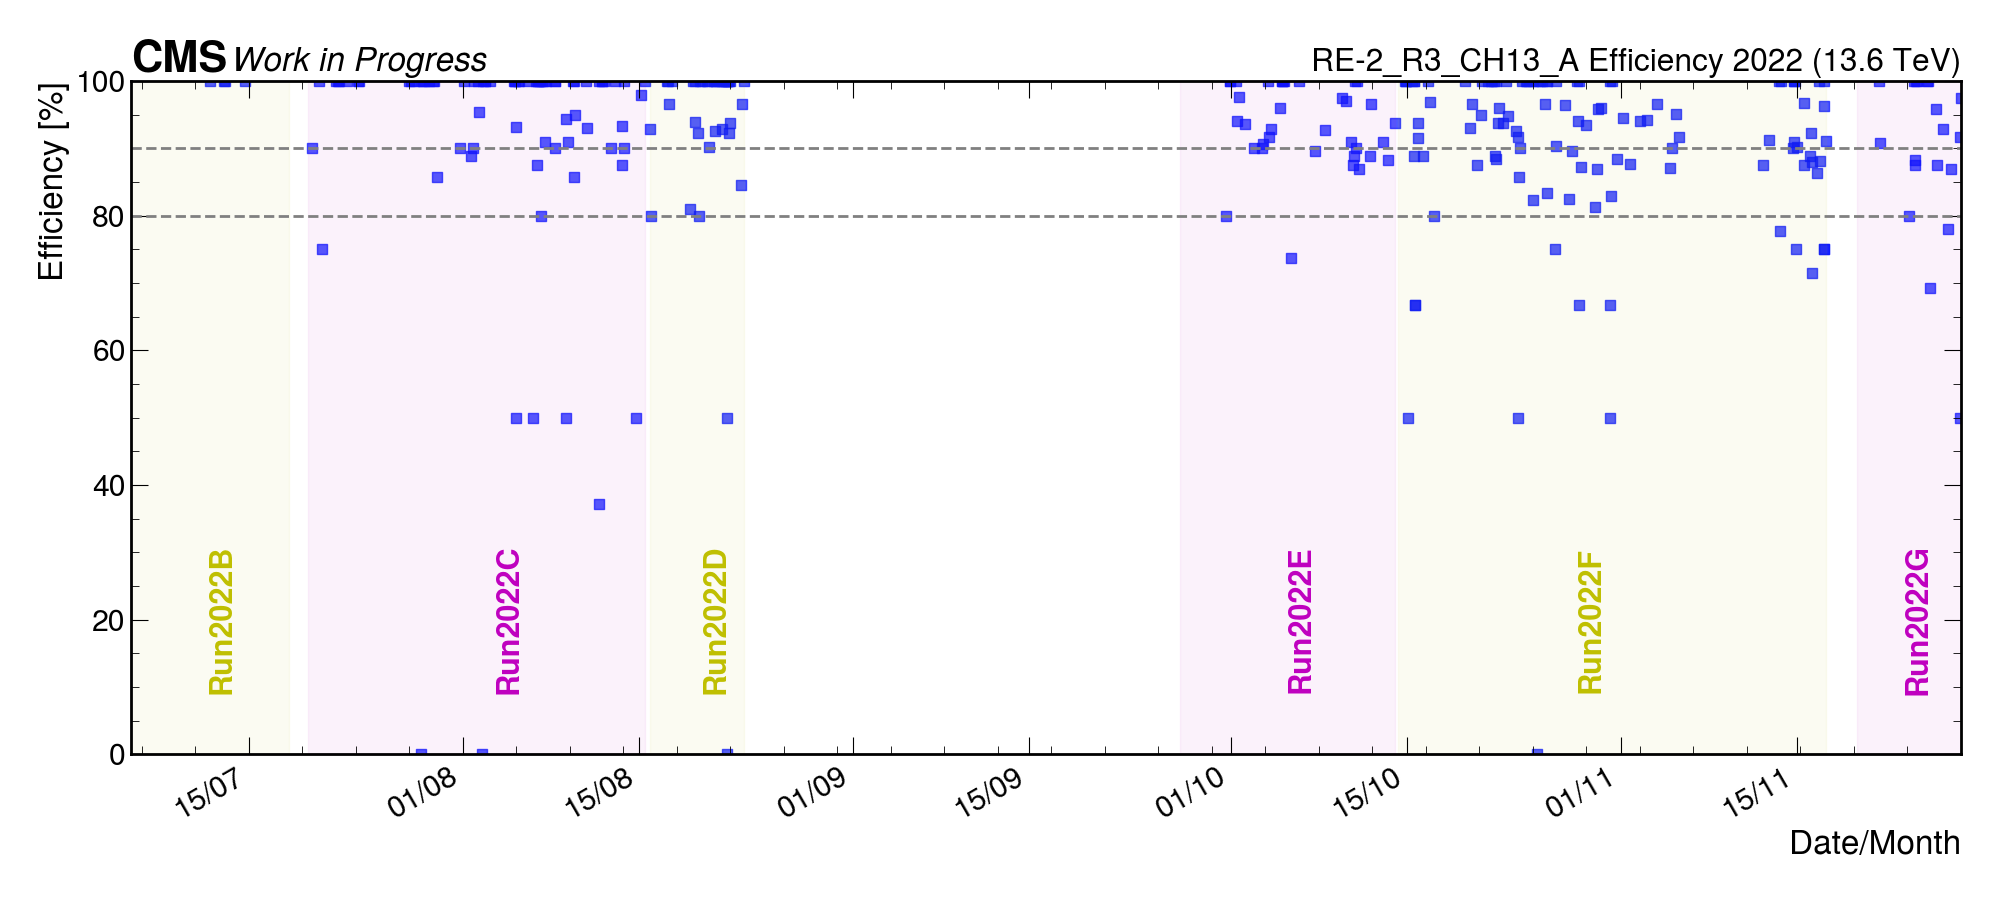 CMS Work in Progress
RE-2_R3_CH13_A Efficiency 2022 (13.6 TeV)
Efficiency [%]
100
80
60
40
20
0
Run2022B
Run2022C
Run2022D
Run2022E
Run2022F
Run2022G
15/07
01/08
15/08
01/09
15/09
01/10
15/10
01/11
15/11
Date/Month